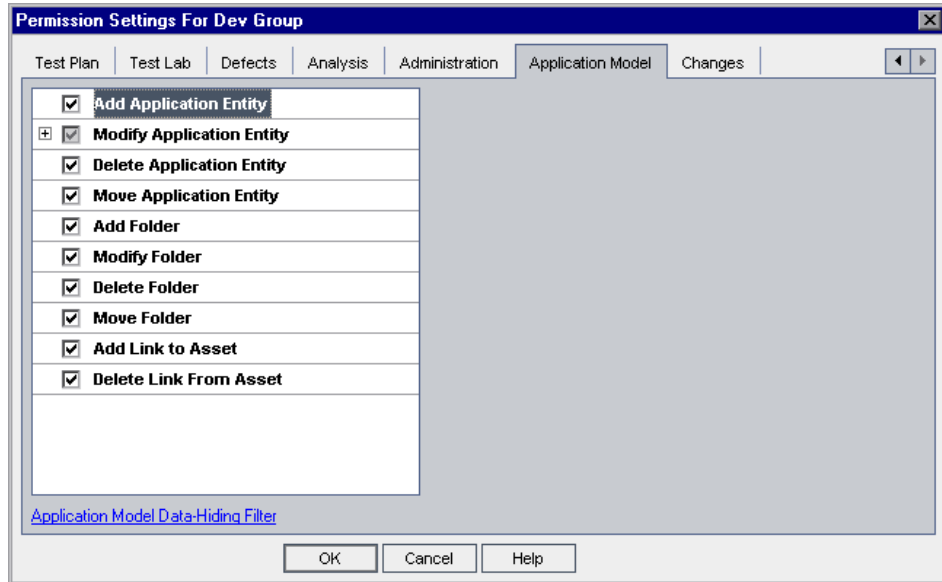 Permission Settings For Dev Group
Test Plan Test Lab Defects Analysis Administration Application Model Changes
Add Application Entity
Modify Application Entity
Delete Application Entity
Move Application Entity
Add Folder
Modify Folder
Delete Folder
Move Folder
Add Link to Asset
Delete Link From Asset
Application Model Data-Hiding Filter
OK Cancel Help